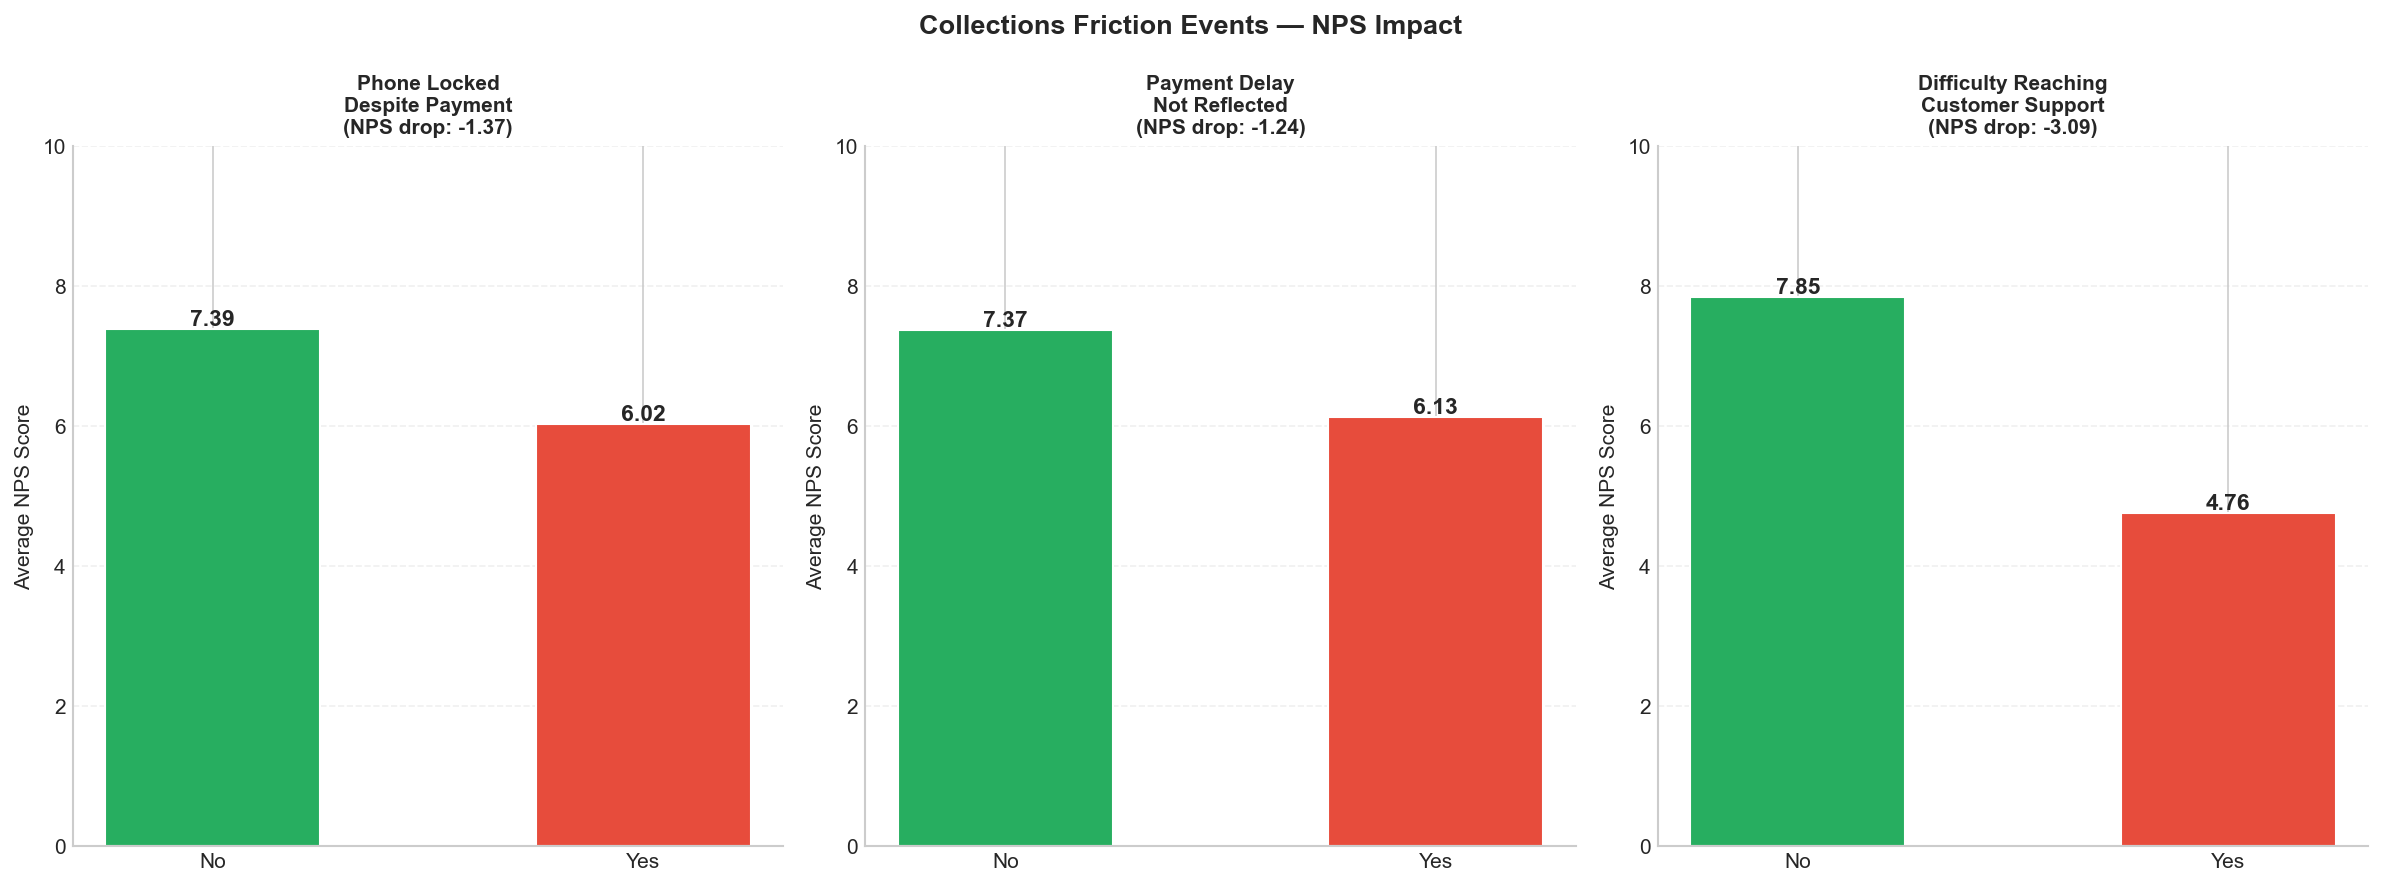 Collections Friction Events — NPS Impact
Phone Locked
Despite Payment
(NPS drop: -1.37)
10
8
6
4
2
0
Average NPS Score
7.39
6.02
No
Yes
Payment Delay
Not Reflected
(NPS drop: -1.24)
10
8
6
4
2
0
Average NPS Score
7.37
6.13
No
Yes
Difficulty Reaching
Customer Support
(NPS drop: -3.09)
10
8
6
4
2
0
Average NPS Score
7.85
4.76
No
Yes